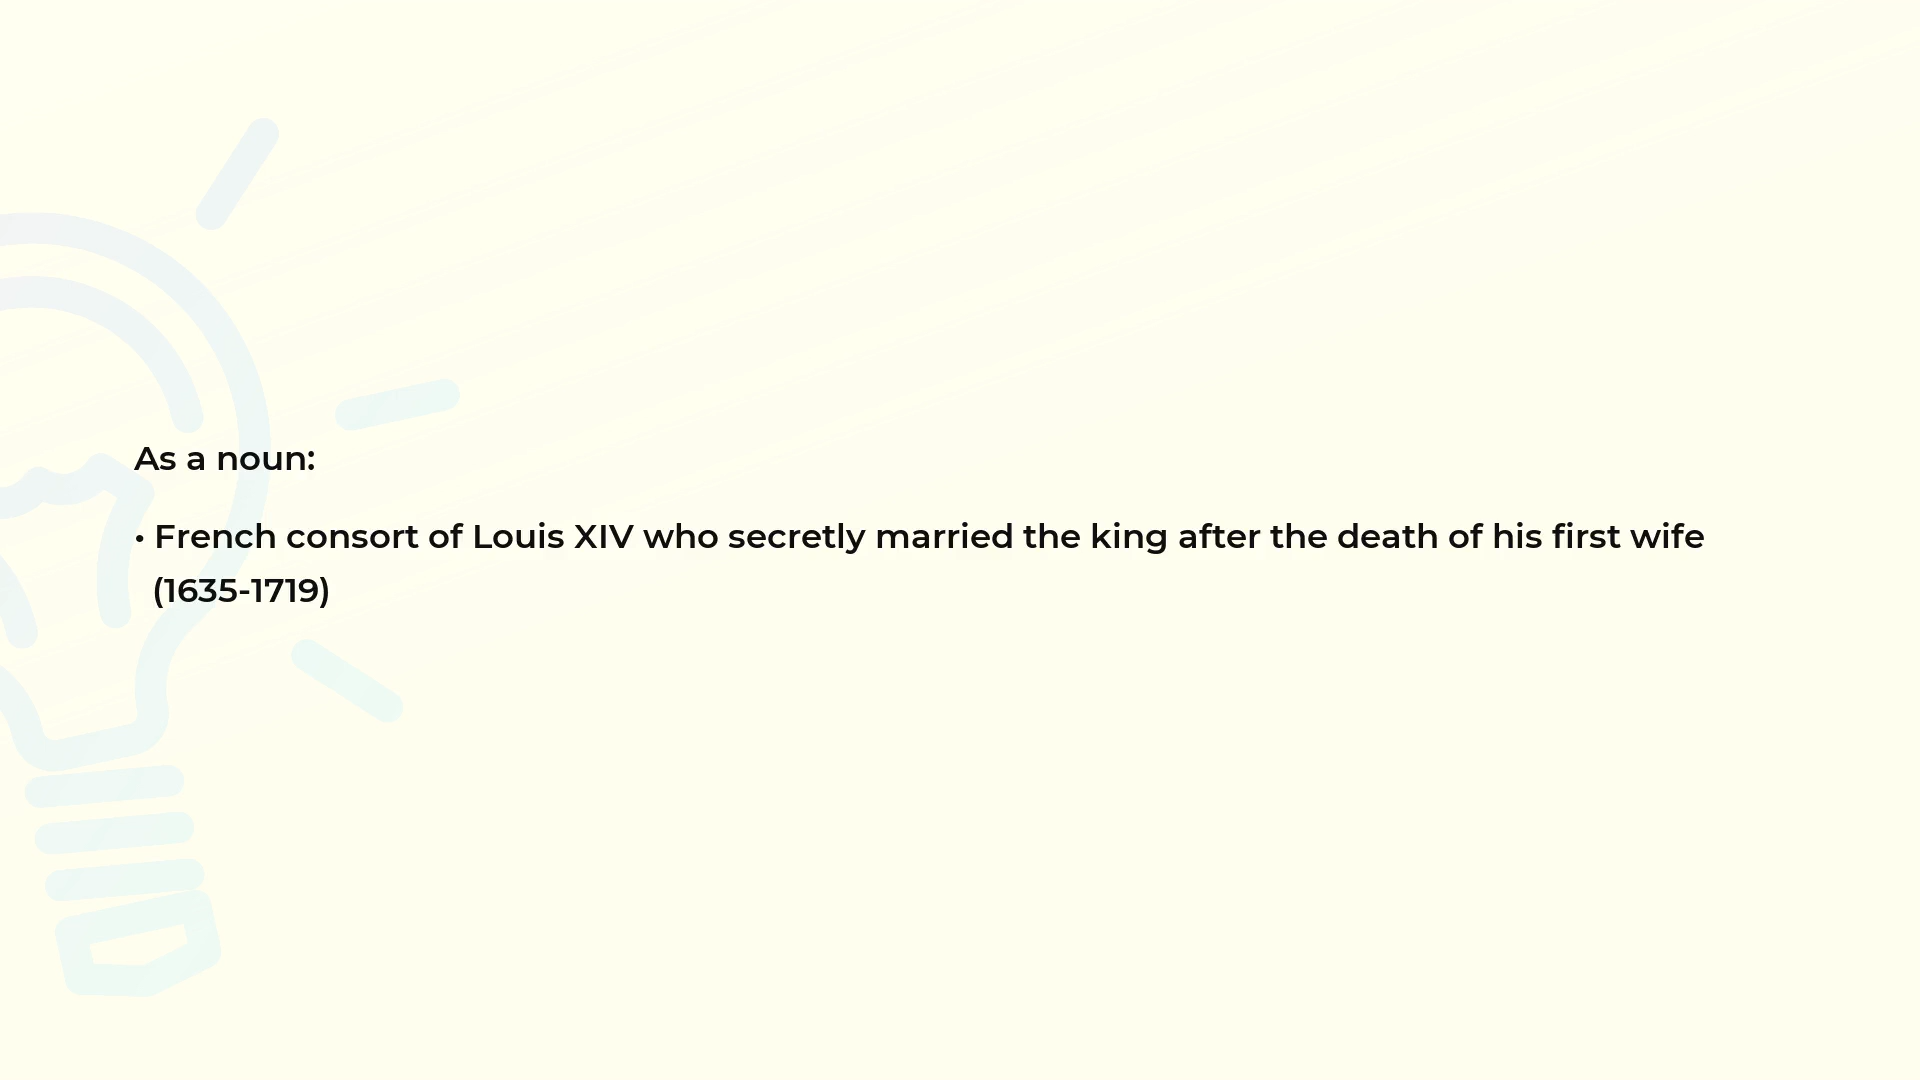 As a noun:
• French consort of Louis XIV who secretly married the king after the death of his first wife
(1635-1719)